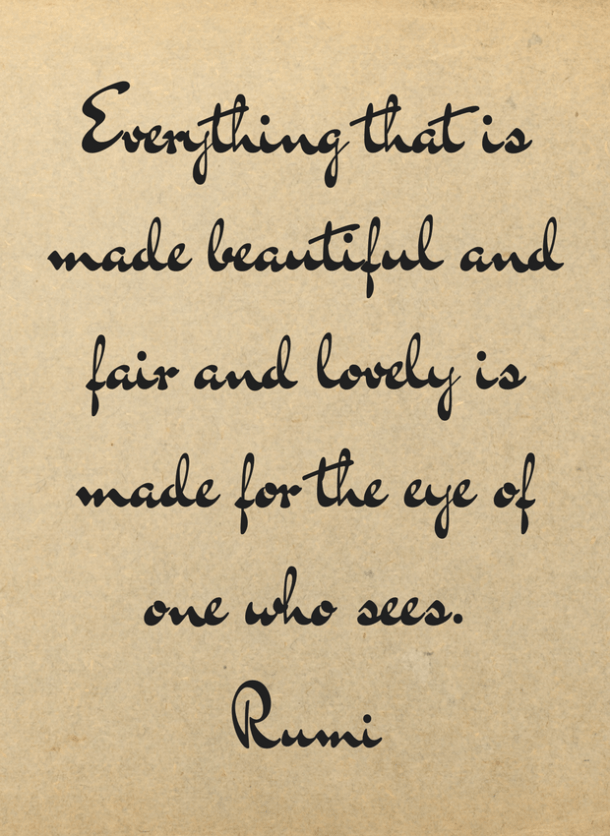 Everything that is
made beautiful and
fair and lovely is
made for the eye of
one who sees.
Rumi